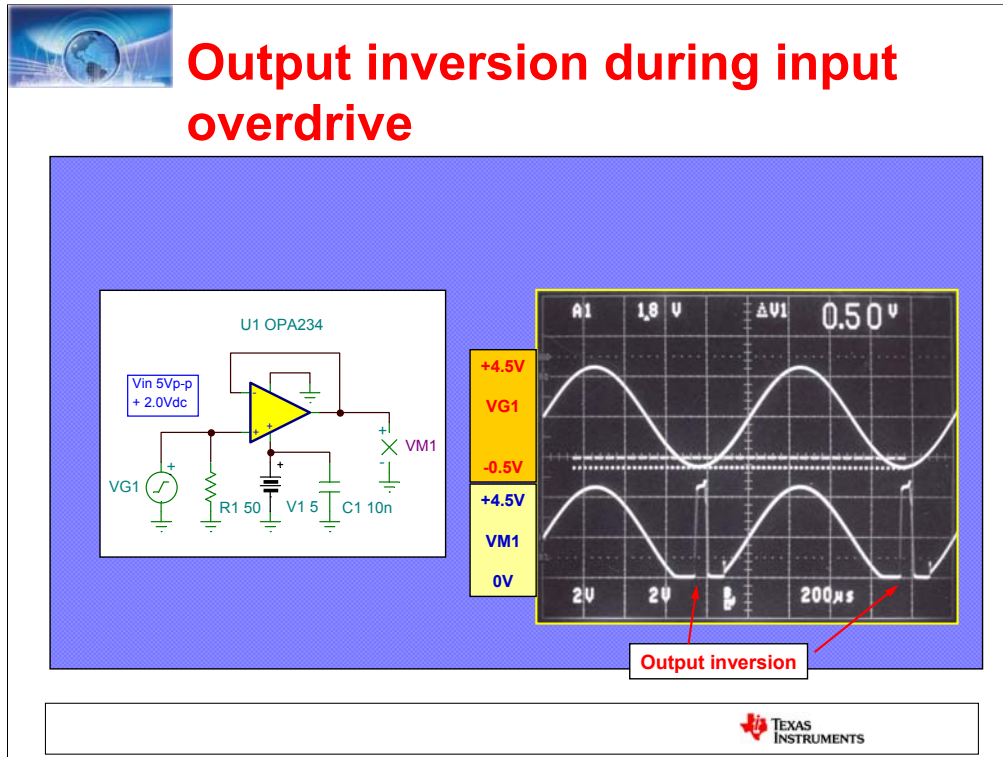 Output inversion during input
overdrive
U1 OPA234
Vin 5Vp-p
+ 2.0Vdc
-
+
+
+
VG1
R1 50
+
V1 5
C1 10n
+
-
VM1
+4.5V
VG1
-0.5V
+4.5V
VM1
0V
A1
1.8 V
ΔV1
0.50 V
2V
2V
200µs
Output inversion
TEXAS
INSTRUMENTS